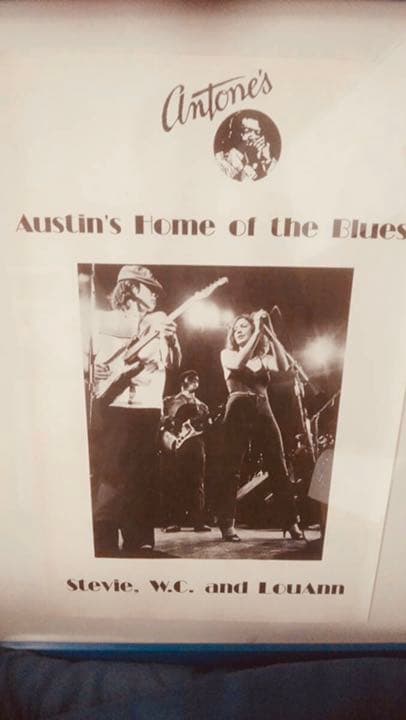 Antone's
Austin's Home of the Blues
Stevie, W.C. and LouAnn